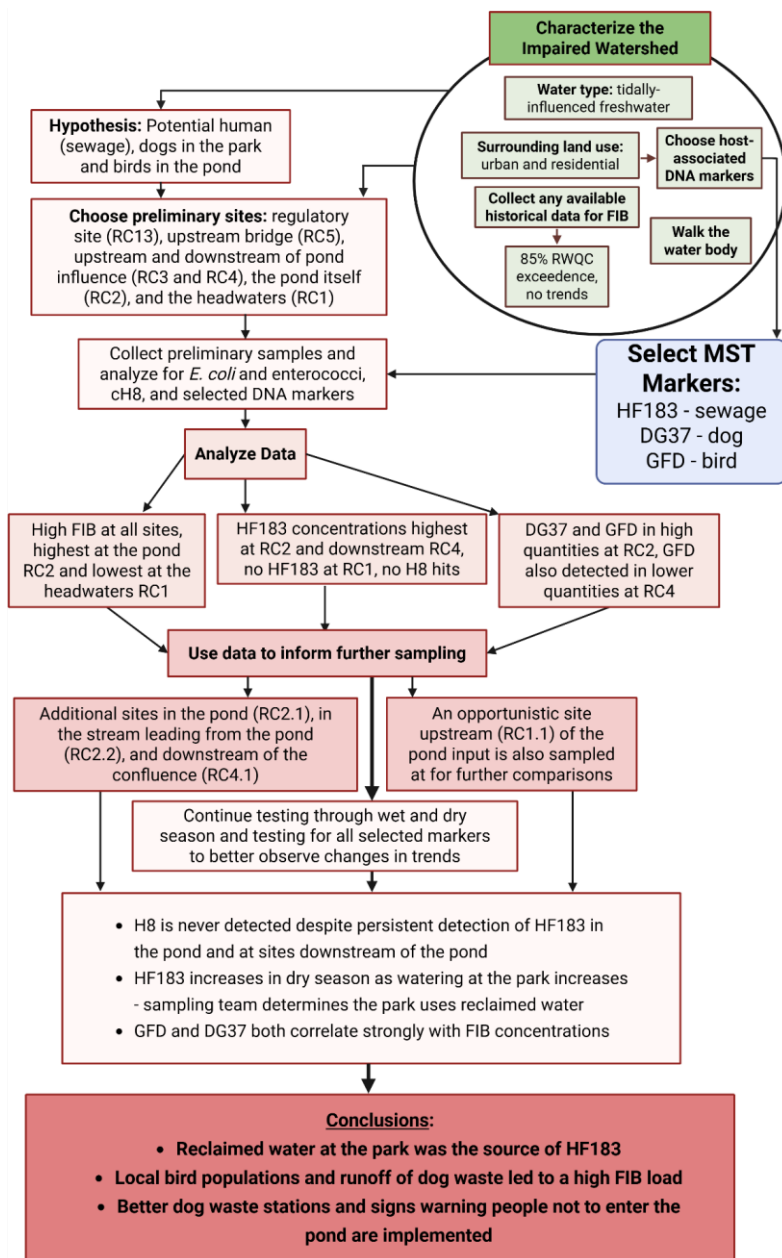 Characterize the
Impaired Watershed
Water type: tidally-
influenced freshwater
Surrounding land use:
urban and residential
Choose host-
associated
DNA markers
Collect any available
historical data for FIB
Walk the
water body
85% RWQC
exceedence,
no trends
Hypothesis: Potential human
(sewage), dogs in the park
and birds in the pond
Choose preliminary sites: regulatory
site (RC13), upstream bridge (RC5),
upstream and downstream of pond
influence (RC3 and RC4), the pond itself
(RC2), and the headwaters (RC1)
Select MST
Markers:
HF183 - sewage
DG37 - dog
GFD - bird
Collect preliminary samples and
analyze for E. coli and enterococci,
cH8, and selected DNA markers
Analyze Data
High FIB at all sites,
highest at the pond
RC2 and lowest at the
headwaters RC1
HF183 concentrations highest
at RC2 and downstream RC4,
no HF183 at RC1, no H8 hits
DG37 and GFD in high
quantities at RC2, GFD
also detected in lower
quantities at RC4
Use data to inform further sampling
Additional sites in the pond (RC2.1), in
the stream leading from the pond
(RC2.2), and downstream of the
confluence (RC4.1)
An opportunistic site
upstream (RC1.1) of the
pond input is also sampled
at for further comparisons
Continue testing through wet and dry
season and testing for all selected markers
to better observe changes in trends
• H8 is never detected despite persistent detection of HF183 in
the pond and at sites downstream of the pond
• HF183 increases in dry season as watering at the park increases
- sampling team determines the park uses reclaimed water
• GFD and DG37 both correlate strongly with FIB concentrations
Conclusions:
• Reclaimed water at the park was the source of HF183
• Local bird populations and runoff of dog waste led to a high FIB load
• Better dog waste stations and signs warning people not to enter the
pond are implemented